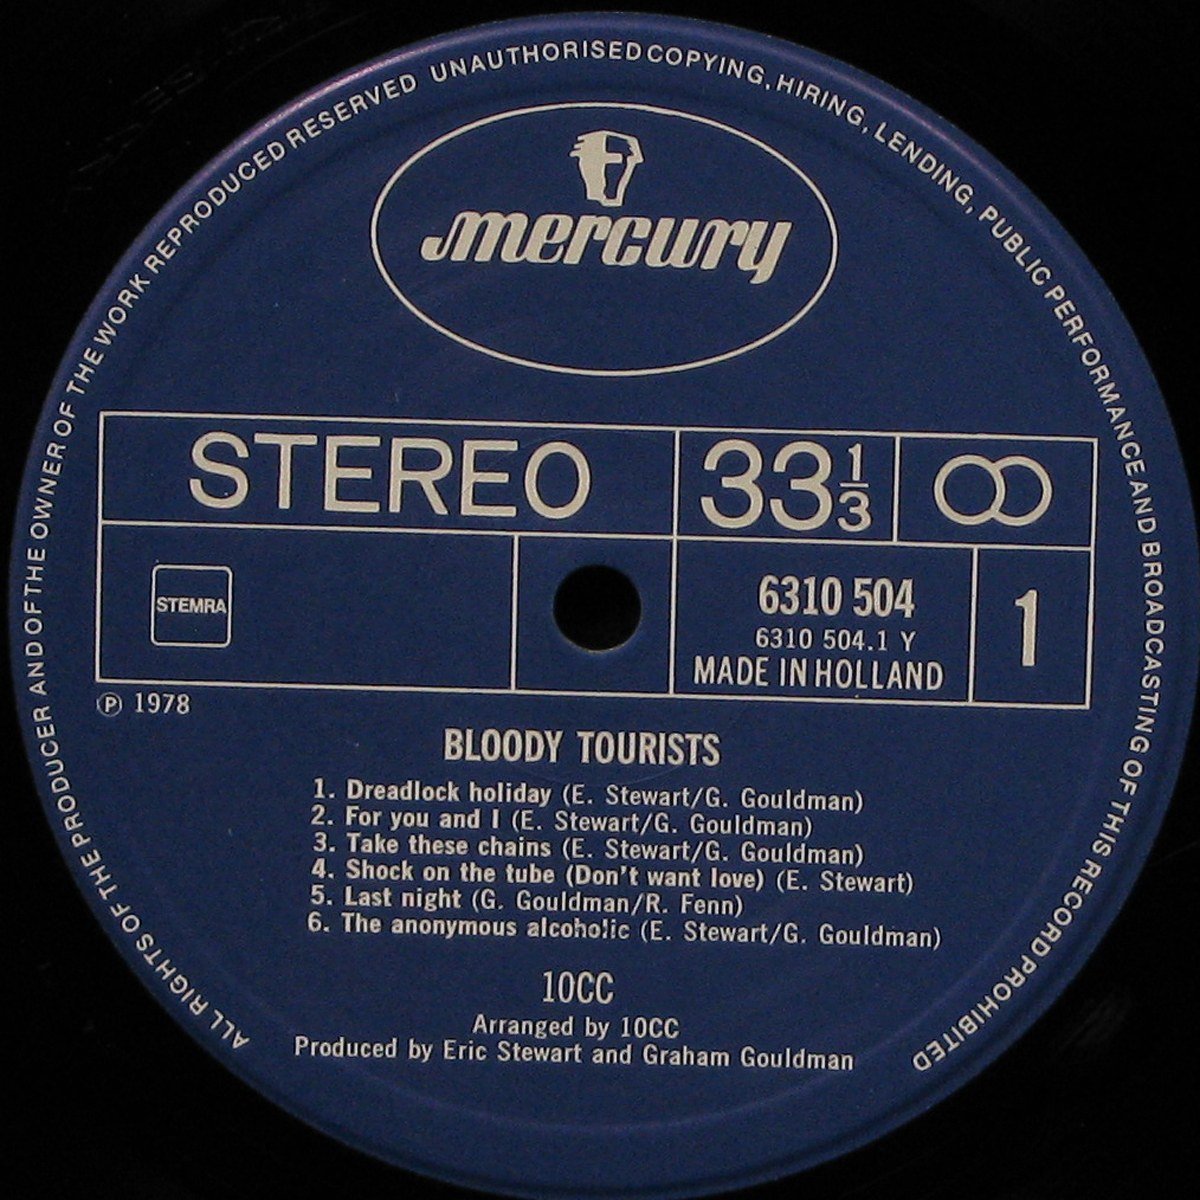 ALL RIGHTS OF THE PRODUCER AND OF THE OWNER OF THE WORK REPRODUCED RESERVED UNAUTHORISED COPYING, HIRING, LENDING, PUBLIC PERFORMANCE AND BROADCASTING OF THIS RECORD PROHIBITED
mercury
STEREO 33 1/3
STEMRA
6310 504
6310 504.1 Y
MADE IN HOLLAND
1
℗ 1978
BLOODY TOURISTS
1. Dreadlock holiday (E. Stewart/G. Gouldman)
2. For you and I (E. Stewart/G. Gouldman)
3. Take these chains (E. Stewart/G. Gouldman)
4. Shock on the tube (Don't want love) (E. Stewart)
5. Last night (G. Gouldman/R. Fenn)
6. The anonymous alcoholic (E. Stewart/G. Gouldman)
10CC
Arranged by 10CC
Produced by Eric Stewart and Graham Gouldman